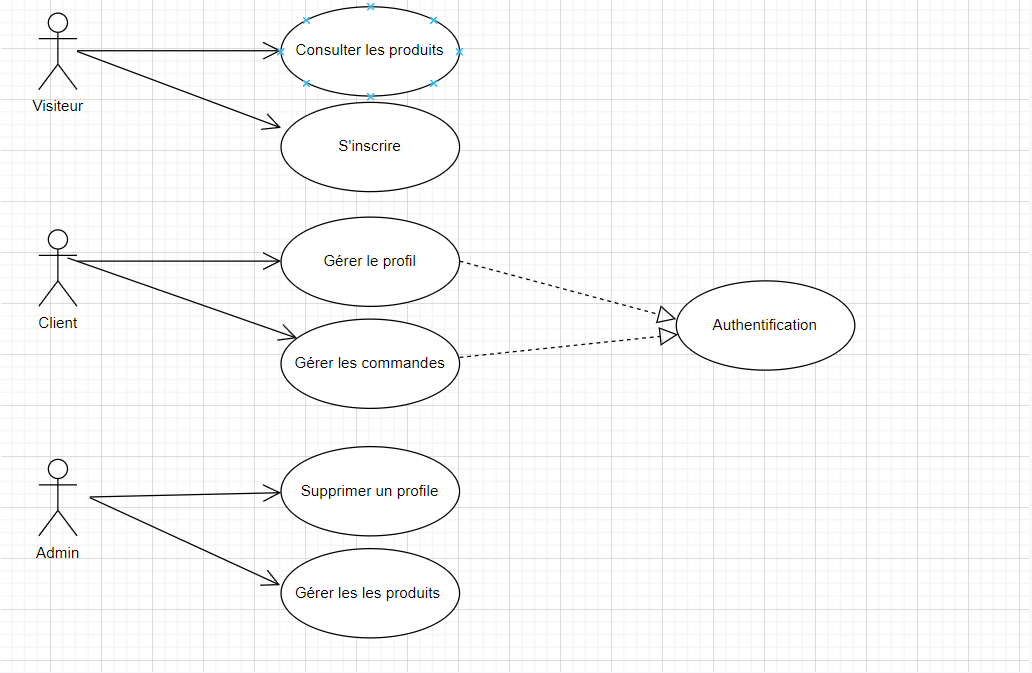 Consulter les produits
Visiteur
S'inscrire
Gérer le profil
Client
Authentification
Gérer les commandes
Supprimer un profile
Admin
Gérer les les produits